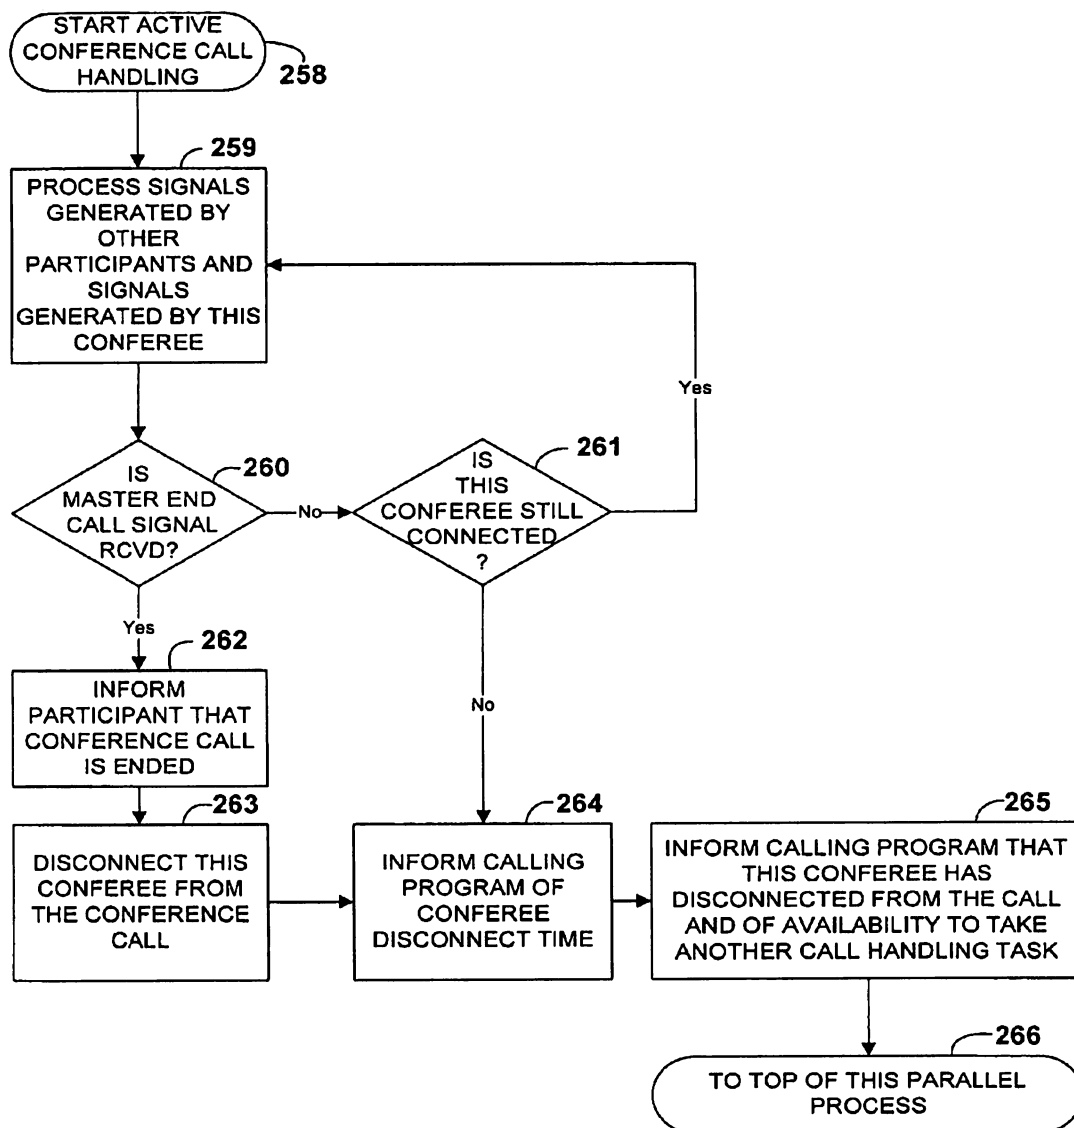 START ACTIVE
CONFERENCE CALL
HANDLING
258
259
PROCESS SIGNALS
GENERATED BY
OTHER
PARTICIPANTS AND
SIGNALS
GENERATED BY THIS
CONFEREE
Yes
260
IS
MASTER END
CALL SIGNAL
RCVD?
No
261
IS
THIS
CONFEREE STILL
CONNECTED
?
Yes
262
INFORM
PARTICIPANT THAT
CONFERENCE CALL
IS ENDED
No
263
DISCONNECT THIS
CONFEREE FROM
THE CONFERENCE
CALL
264
INFORM CALLING
PROGRAM OF
CONFEREE
DISCONNECT TIME
265
INFORM CALLING PROGRAM THAT
THIS CONFEREE HAS
DISCONNECTED FROM THE CALL
AND OF AVAILABILITY TO TAKE
ANOTHER CALL HANDLING TASK
266
TO TOP OF THIS PARALLEL
PROCESS